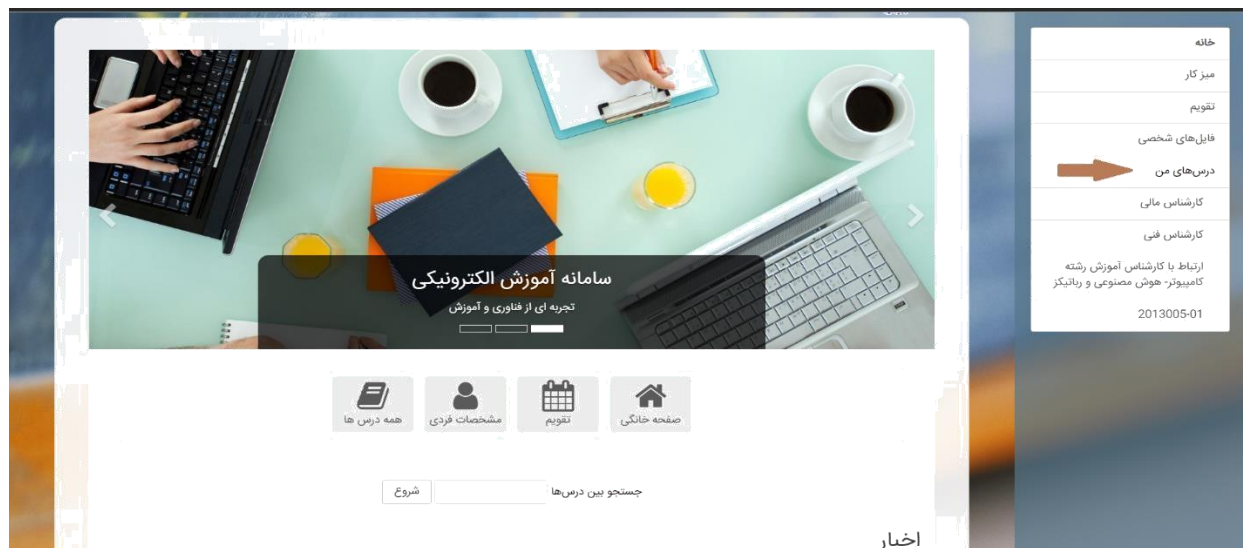 خانه
میز کار
تقویم
فایل‌های شخصی
درس‌های من
کارشناس مالی
کارشناس فنی
ارتباط با کارشناس آموزش رشته
کامپیوتر- هوش مصنوعی و رباتیکز
2013005-01
سامانه آموزش الکترونیکی
تجربه ای از فناوری و آموزش
صفحه خانگی
تقویم
مشخصات فردی
همه درس ها
جستجو بین درس‌ها
شروع
اخبار